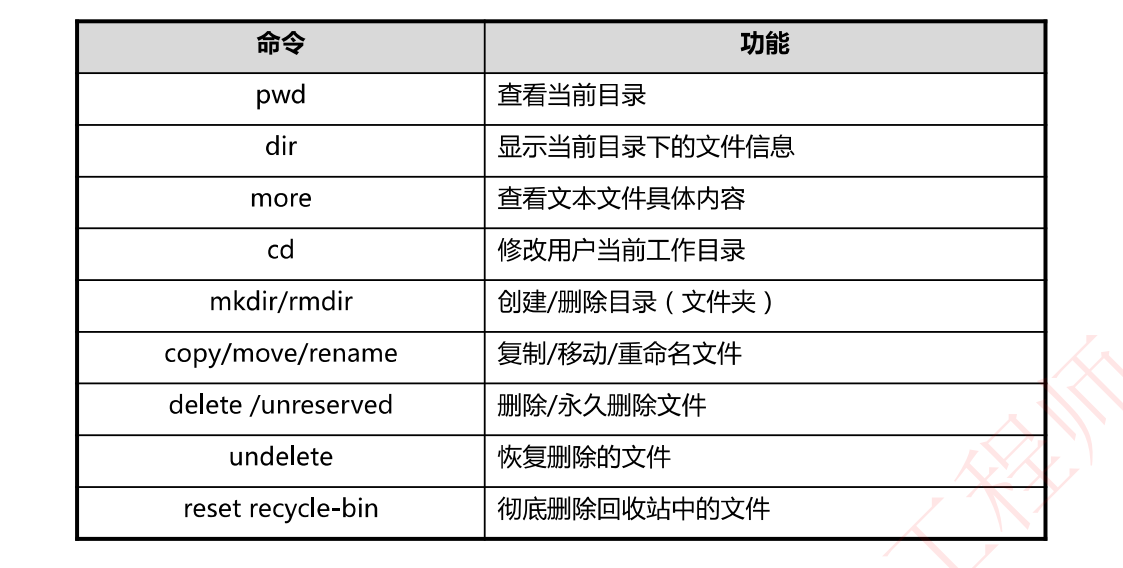 命令 功能
pwd 查看当前目录
dir 显示当前目录下的文件信息
more 查看文本文件具体内容
cd 修改用户当前工作目录
mkdir/rmdir 创建/删除目录（文件夹）
copy/move/rename 复制/移动/重命名文件
delete /unreserved 删除/永久删除文件
undelete 恢复删除的文件
reset recycle-bin 彻底删除回收站中的文件
工程师